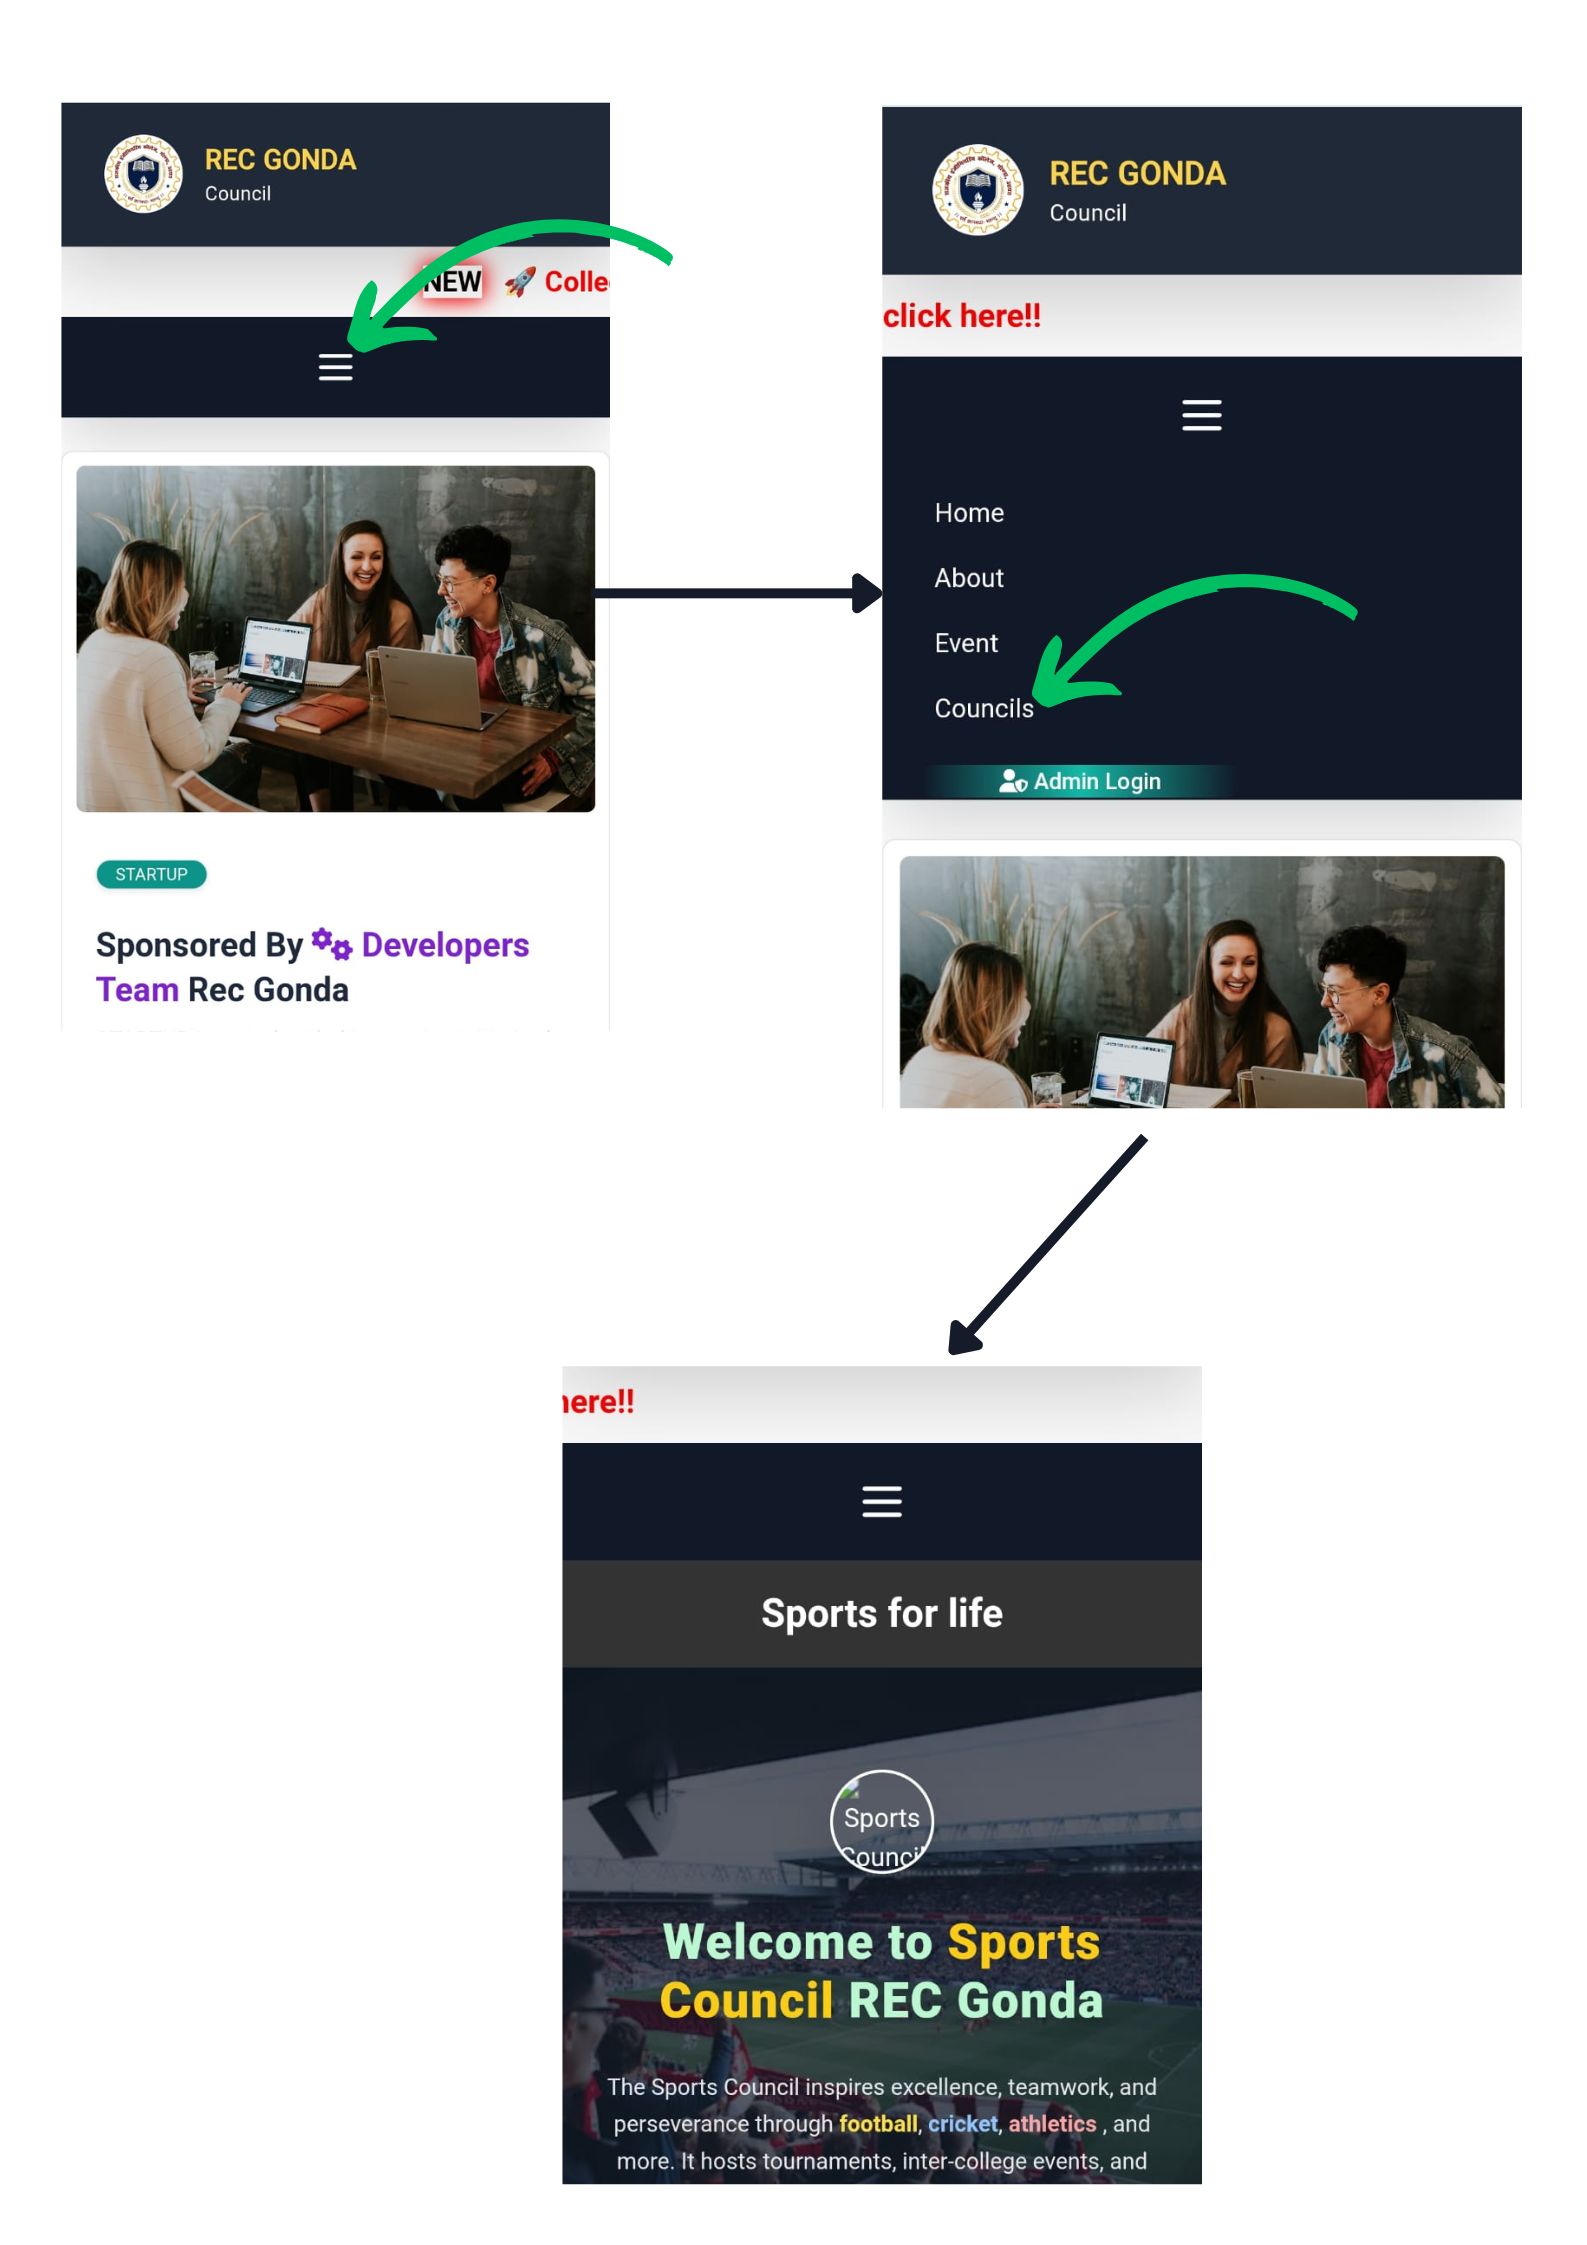 REC GONDA
Council
NEW 🚀 Colle
STARTUP
Sponsored By Developers
Team Rec Gonda
REC GONDA
Council
click here!!
Home
About
Event
Councils
Admin Login
here!!
Sports for life
Sports
Council
Welcome to Sports
Council REC Gonda
The Sports Council inspires excellence, teamwork, and
perseverance through football, cricket, athletics , and
more. It hosts tournaments, inter-college events, and